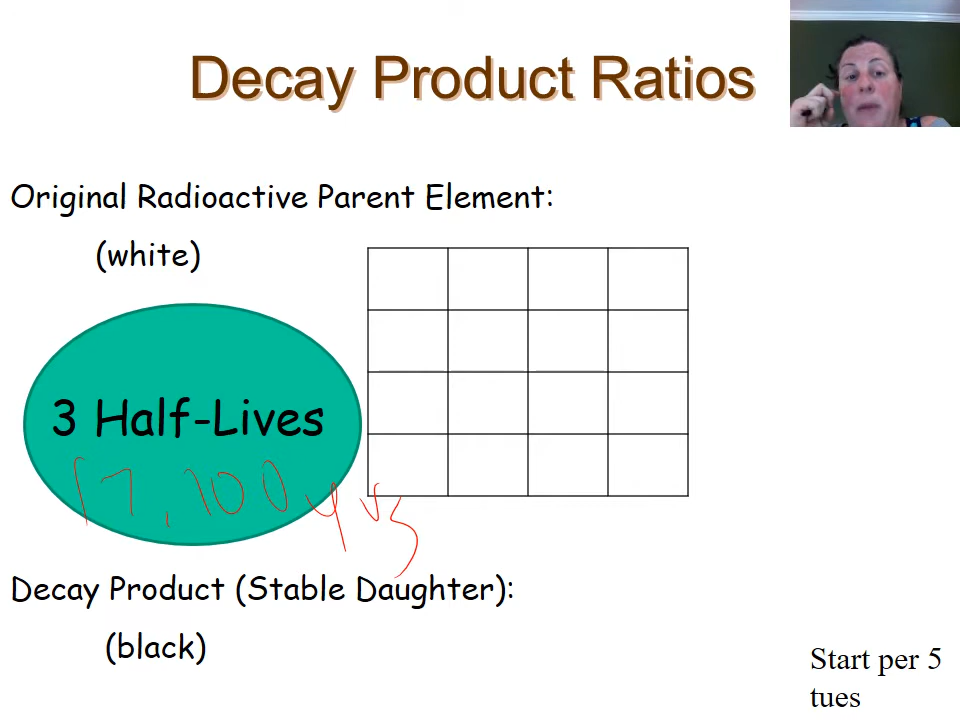 Decay Product Ratios
Original Radioactive Parent Element:
(white)
3 Half-Lives
17,100 yrs
Decay Product (Stable Daughter):
(black)
Start per 5
tues